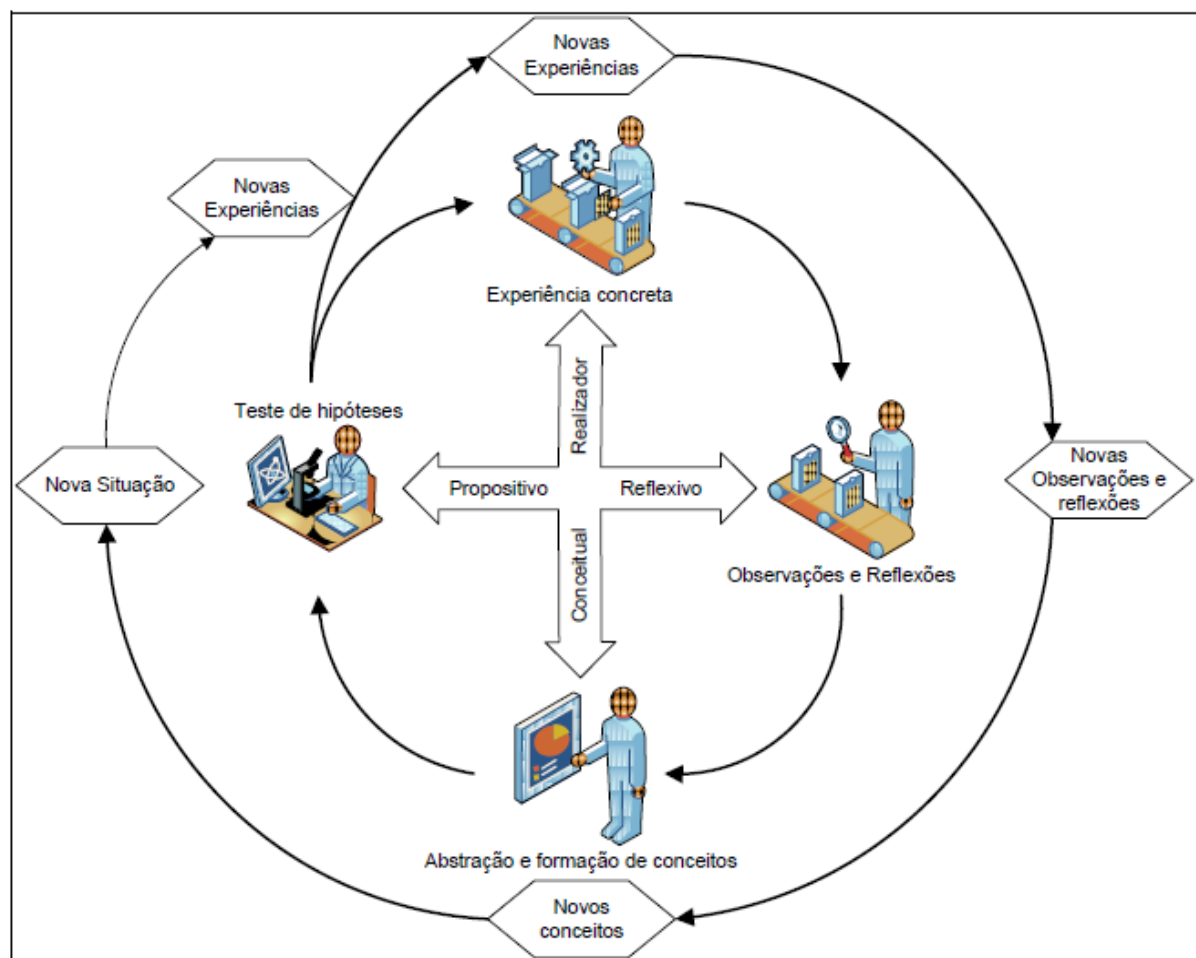 Novas
Experiências
Novas
Experiências
Experiência concreta
Realizador
Teste de hipóteses
Nova Situação
Propositivo
Reflexivo
Novas
Observações e
reflexões
Conceitual
Observações e Reflexões
Abstração e formação de conceitos
Novos
conceitos